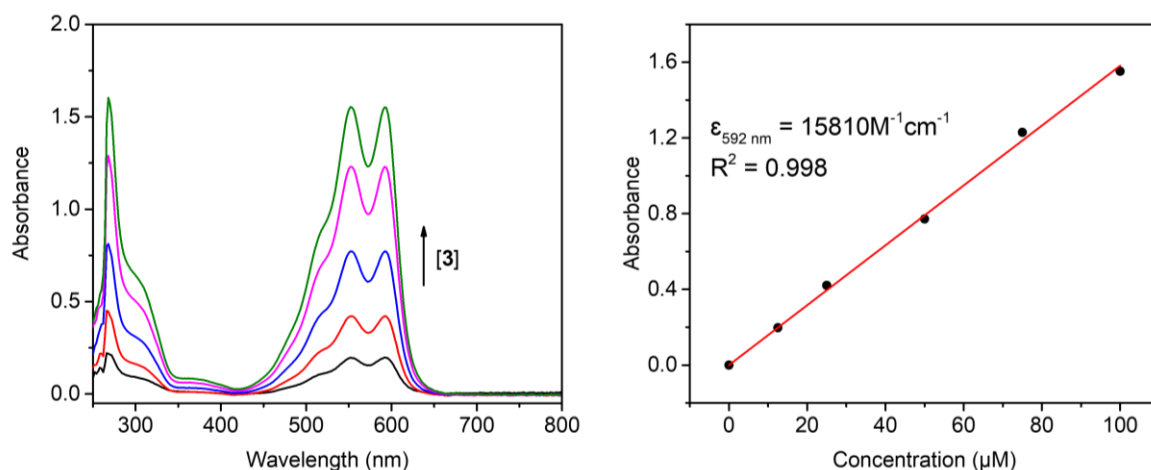 2.0
1.5
1.0
0.5
0.0
Absorbance
300 400 500 600 700 800
Wavelength (nm)
[3]
1.6
1.2
0.8
0.4
0.0
Absorbance
ε592 nm = 15810M-1cm-1
R2 = 0.998
0 20 40 60 80 100
Concentration (μM)